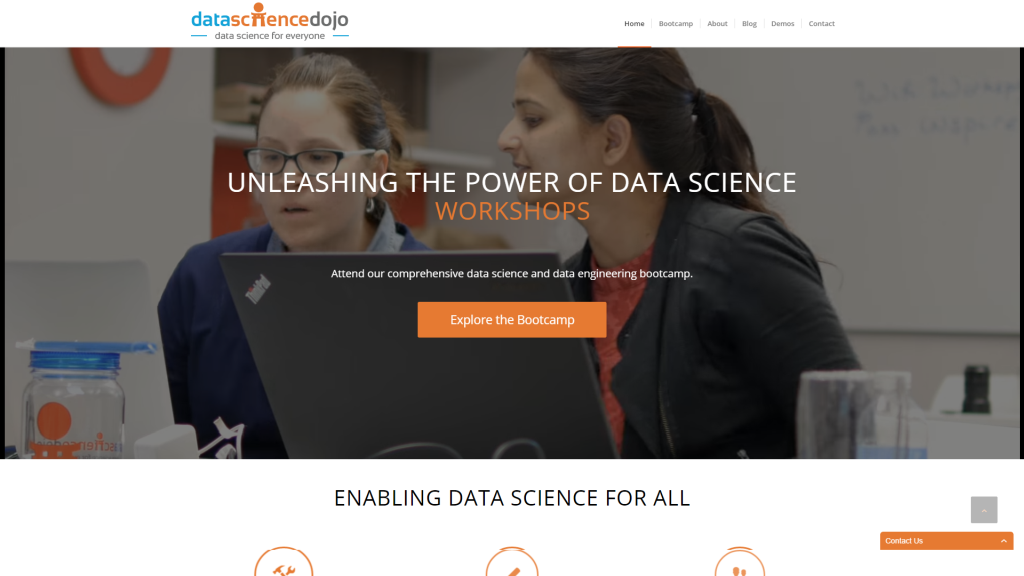 datasciencedojo
data science for everyone
Home
Bootcamp
About
Blog
Demos
Contact
UNLEASHING THE POWER OF DATA SCIENCE
WORKSHOPS
Attend our comprehensive data science and data engineering bootcamp.
ThinkPad
Explore the Bootcamp
ENABLING DATA SCIENCE FOR ALL
Contact Us